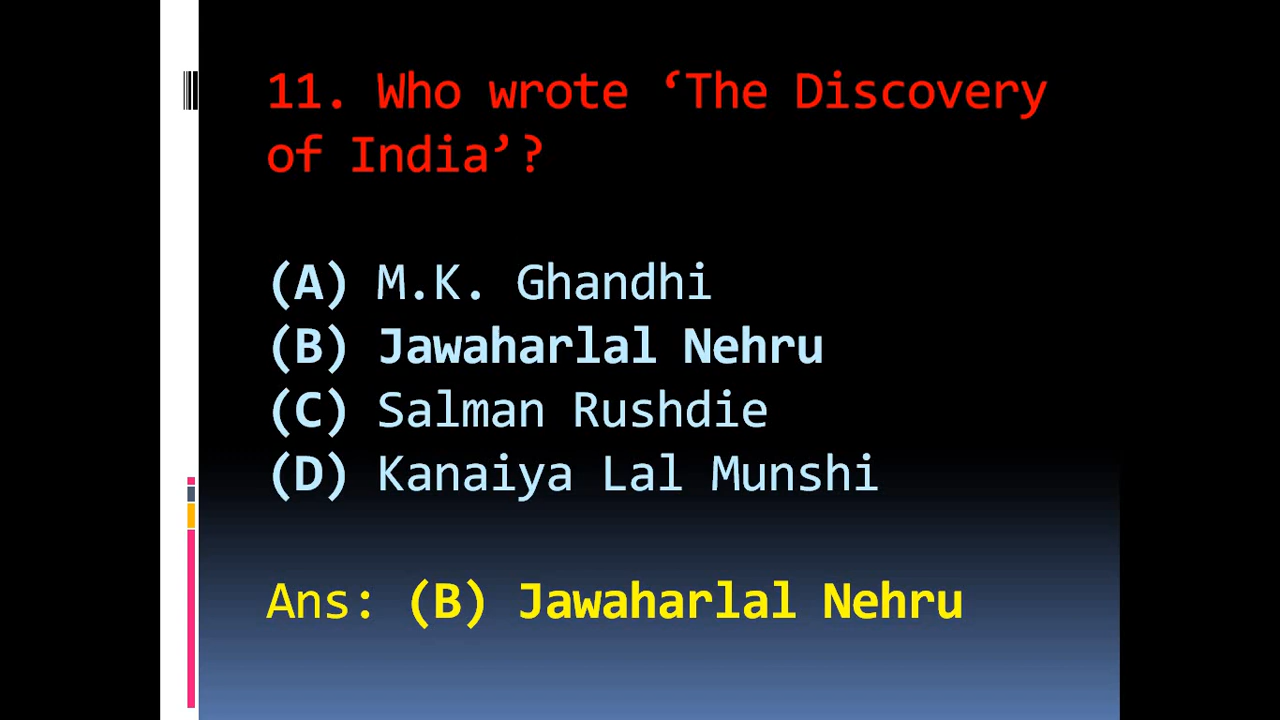 11. Who wrote ‘The Discovery
of India’?
(A) M.K. Ghandhi
(B) Jawaharlal Nehru
(C) Salman Rushdie
(D) Kanaiya Lal Munshi
Ans: (B) Jawaharlal Nehru